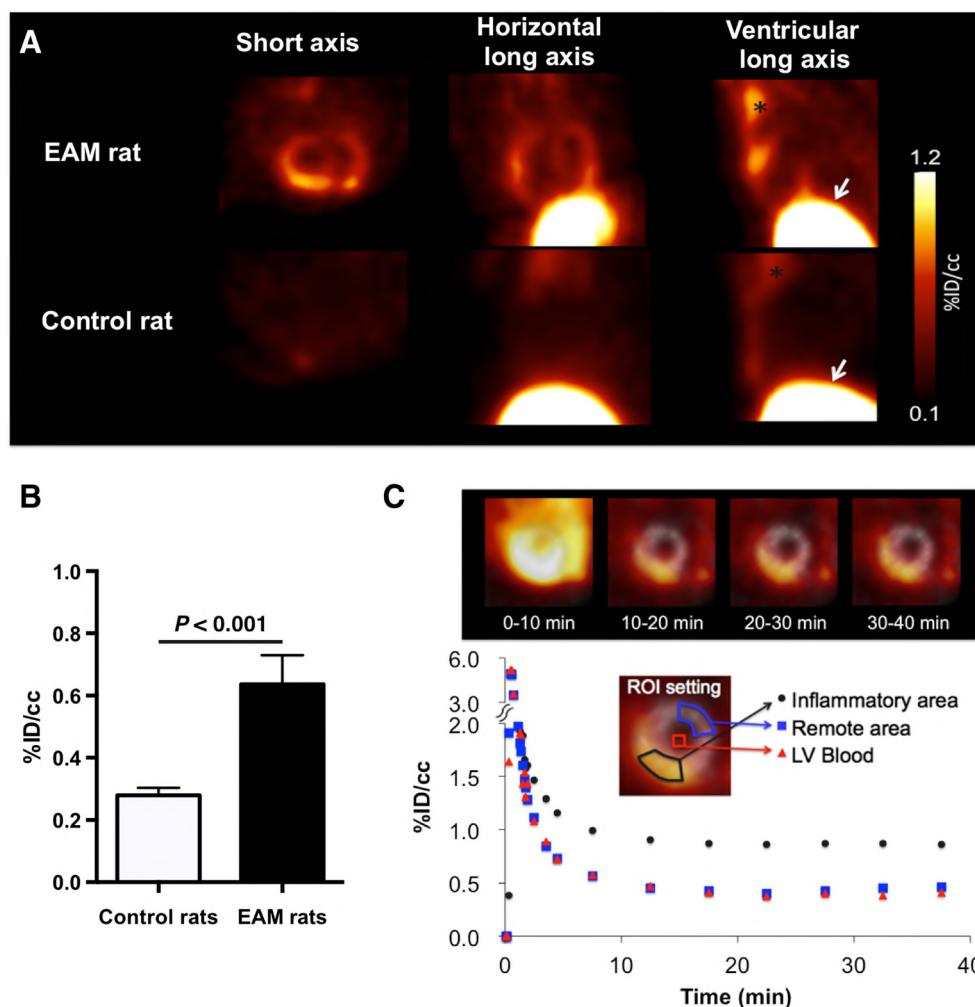 A
Short axis
Horizontal
long axis
Ventricular
long axis
EAM rat
*
Control rat
*
1.2
%ID/cc
0.1
B
1.0
0.8
0.6
0.4
0.2
0.0
%ID/cc
P < 0.001
Control rats
EAM rats
C
0-10 min
10-20 min
20-30 min
30-40 min
6.0
3.0
2.0
1.5
1.0
0.5
0.0
%ID/cc
ROI setting
Inflammatory area
Remote area
LV Blood
0
10
20
30
40
Time (min)